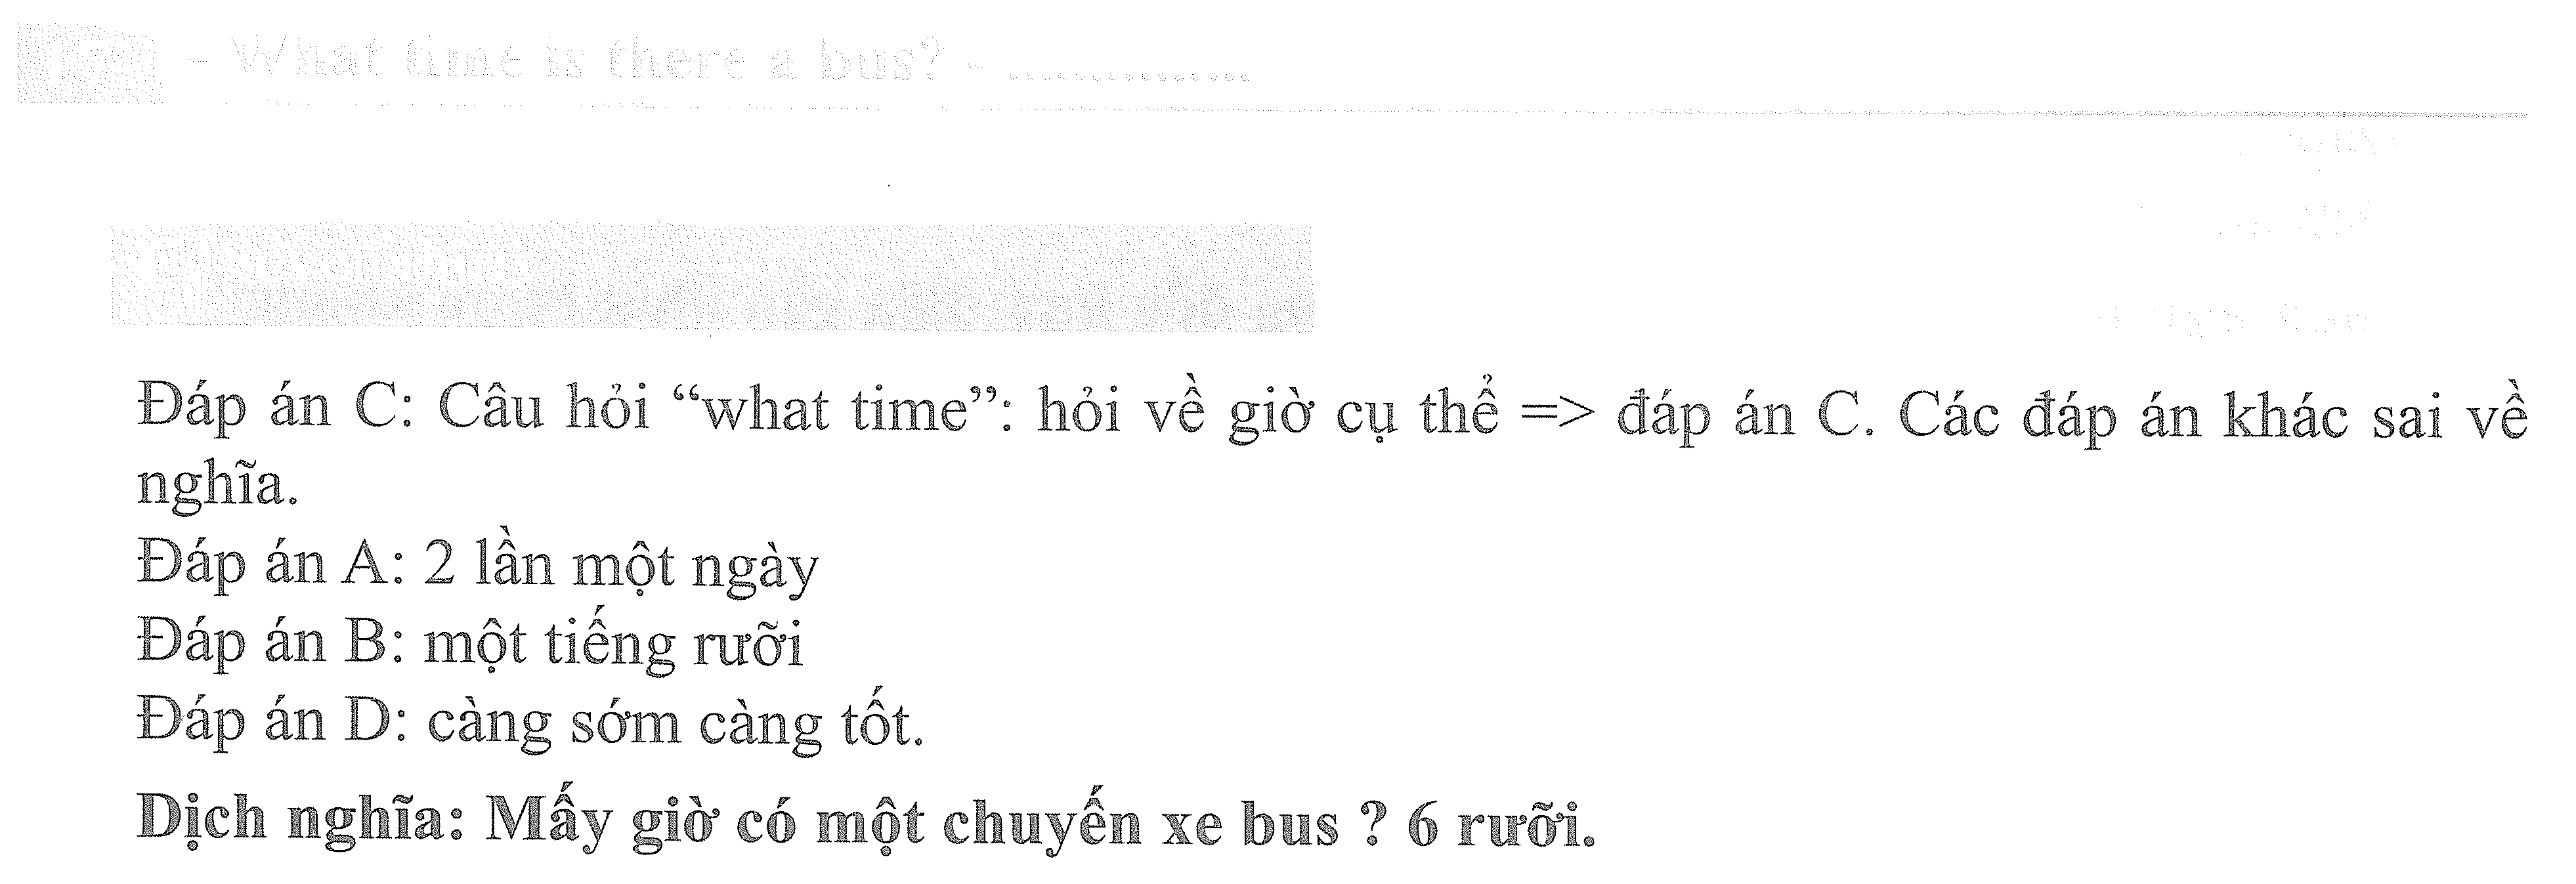 - What time is there a bus? - ...............
Đáp án C: Câu hỏi “what time”: hỏi về giờ cụ thể => đáp án C. Các đáp án khác sai về
nghĩa.
Đáp án A: 2 lần một ngày
Đáp án B: một tiếng rưỡi
Đáp án D: càng sớm càng tốt.
Dịch nghĩa: Mấy giờ có một chuyến xe bus ? 6 rưỡi.